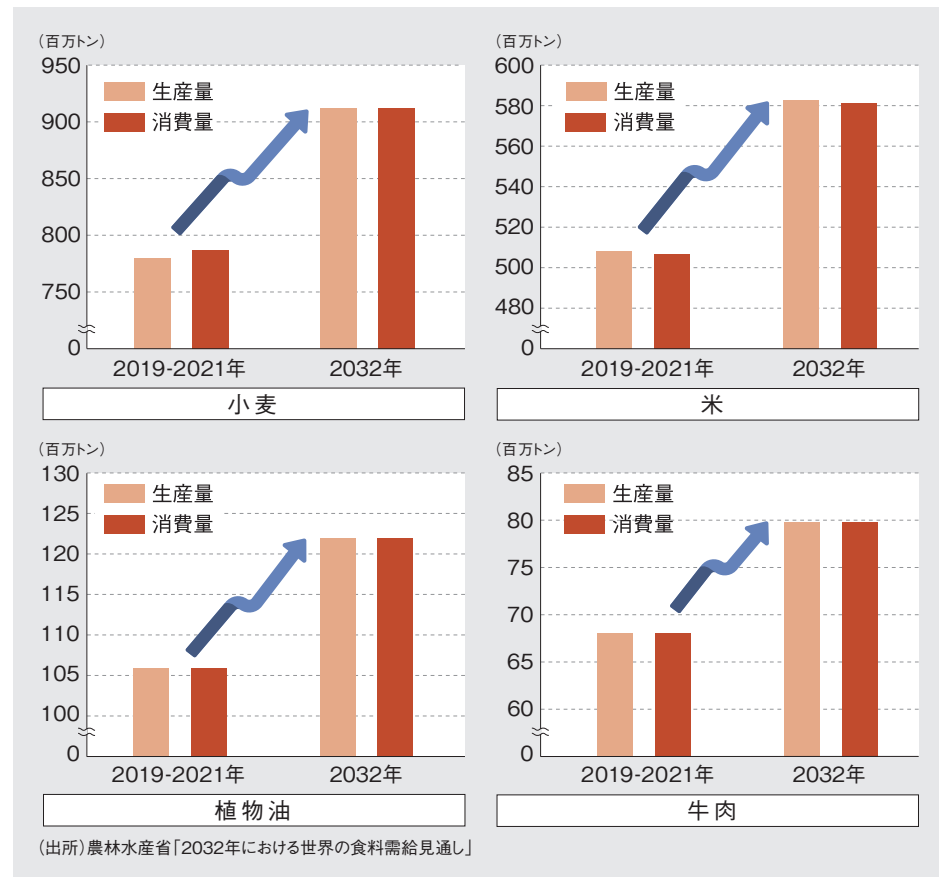 (百万トン)
950
900
850
800
750
0
生産量
消費量
2019-2021年
2032年
小麦
(百万トン)
600
580
560
540
520
500
480
0
生産量
消費量
2019-2021年
2032年
米
(百万トン)
130
125
120
115
110
105
100
0
生産量
消費量
2019-2021年
2032年
植物油
(百万トン)
85
80
75
70
65
60
0
生産量
消費量
2019-2021年
2032年
牛肉
(出所)農林水産省「2032年における世界の食料需給見通し」